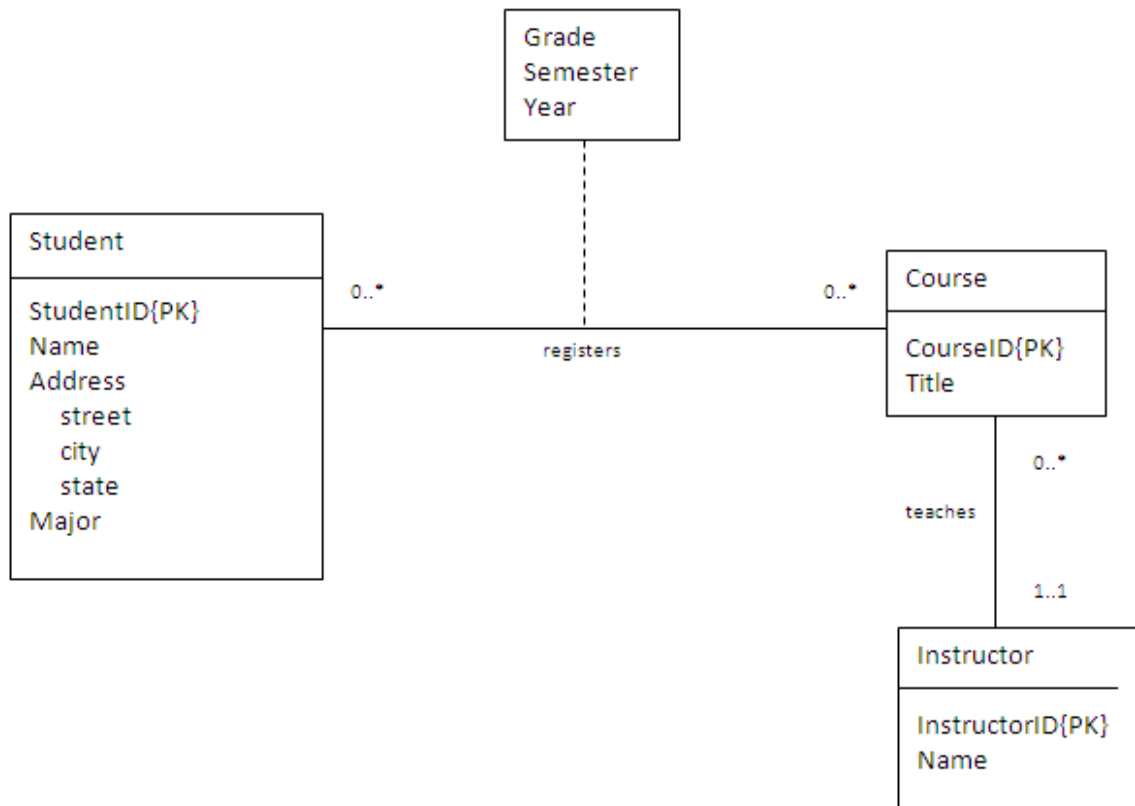 Grade
Semester
Year
Student
StudentID{PK}
Name
Address
street
city
state
Major
0..*
0..*
registers
Course
CourseID{PK}
Title
0..*
teaches
1..1
Instructor
InstructorID{PK}
Name